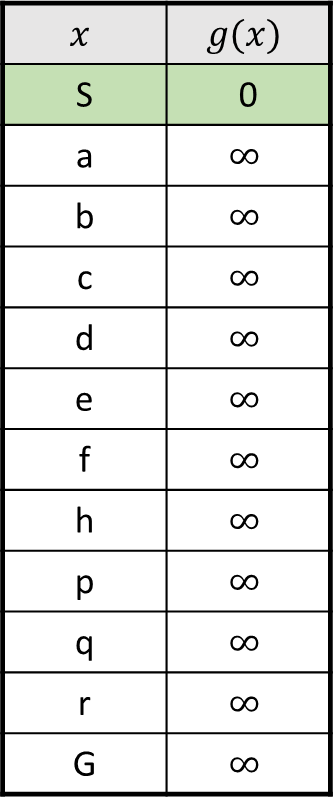 x g(x)
S 0
a ∞
b ∞
c ∞
d ∞
e ∞
f ∞
h ∞
p ∞
q ∞
r ∞
G ∞